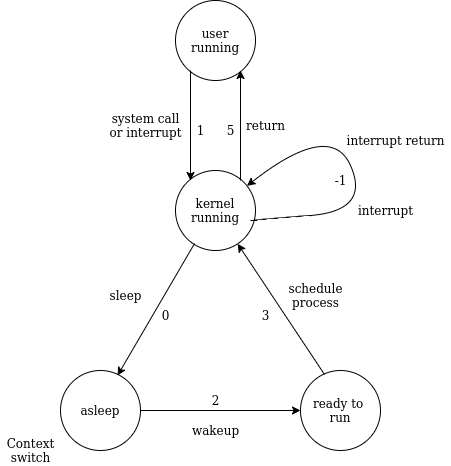 user
running
system call
or interrupt
1
5
return
interrupt return
-1
interrupt
kernel
running
sleep
0
schedule
process
3
asleep
2
wakeup
ready to
run
Context
switch